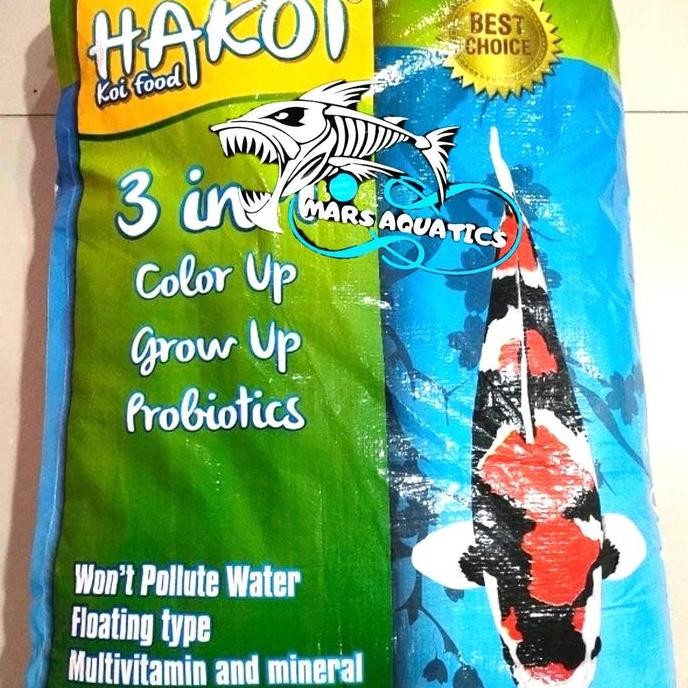 HAKOI®
Koi Food
BEST
CHOICE
3 in
MARS AQUATICS
Color Up
Grow Up
Probiotics
Won't Pollute Water
Floating type
Multivitamin and mineral